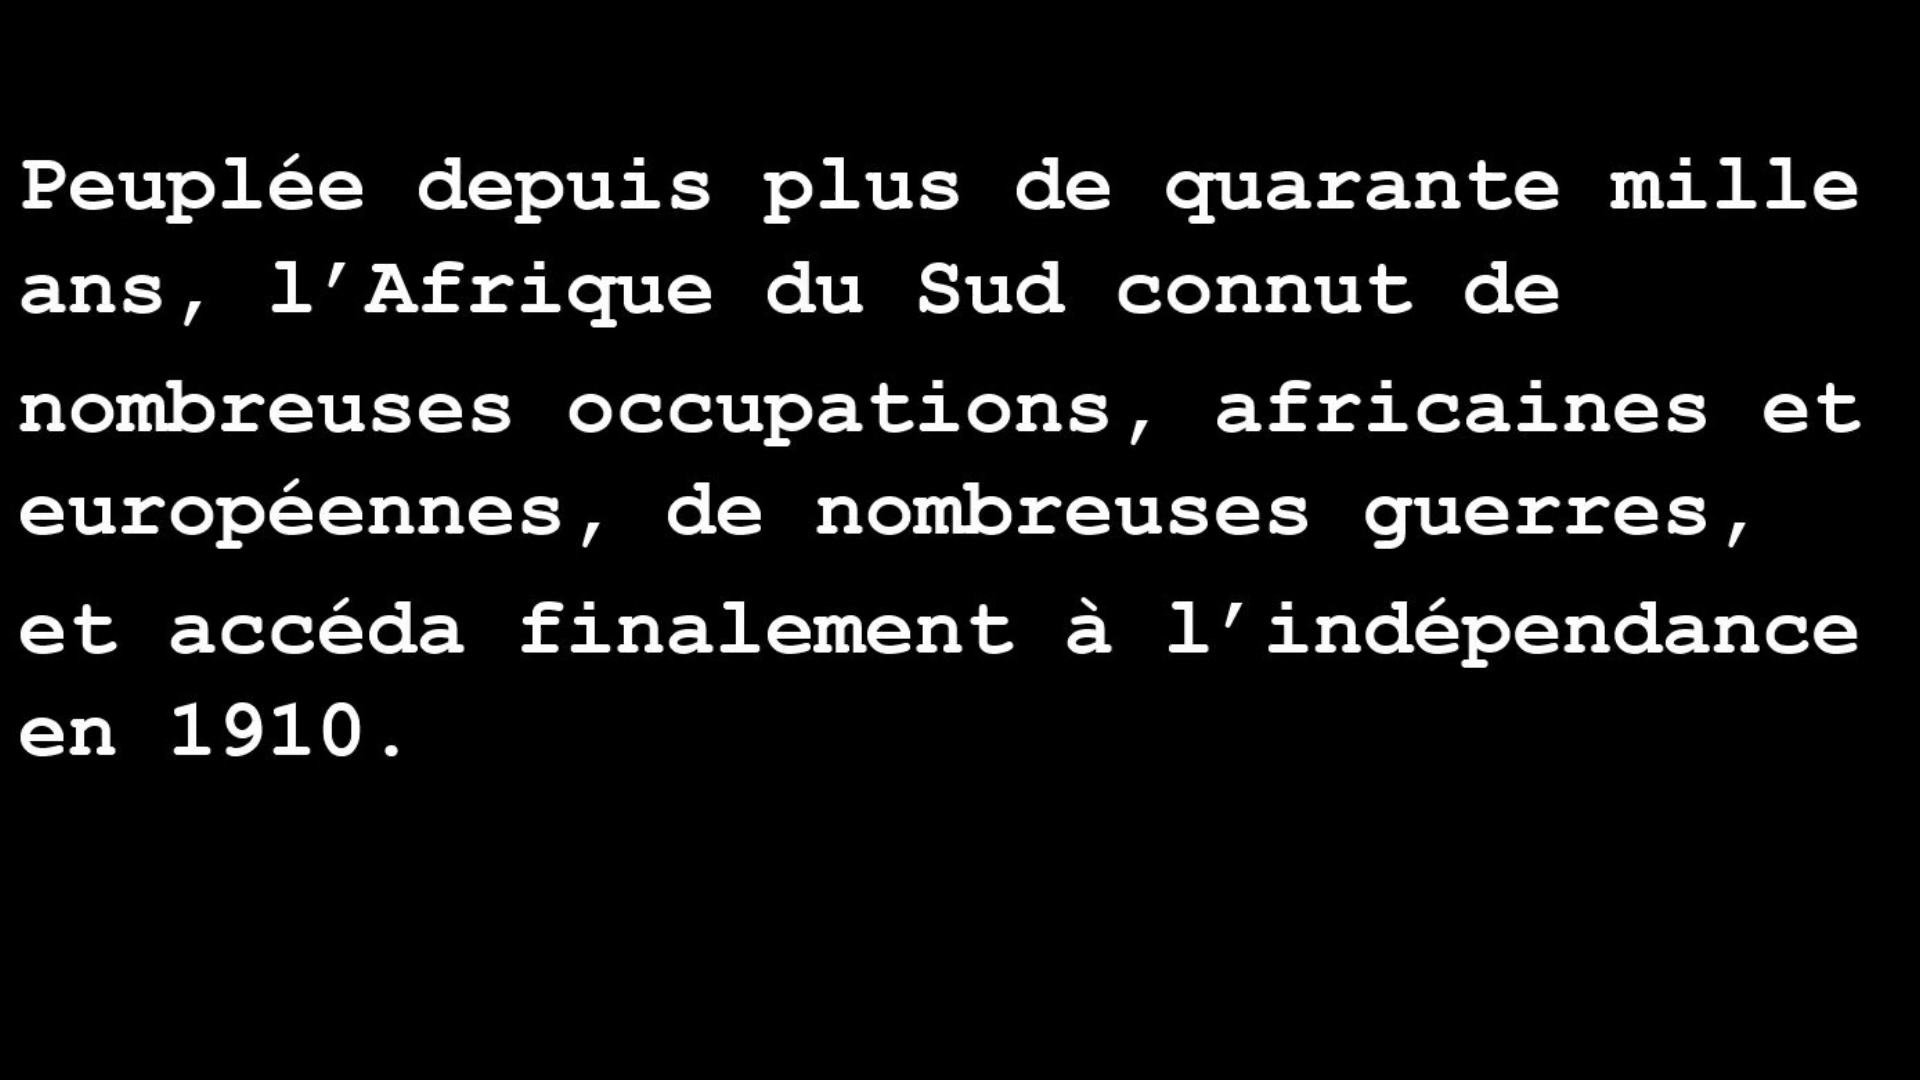 Peuplée depuis plus de quarante mille
ans, l’Afrique du Sud connut de
nombreuses occupations, africaines et
européennes, de nombreuses guerres,
et accéda finalement à l’indépendance
en 1910.